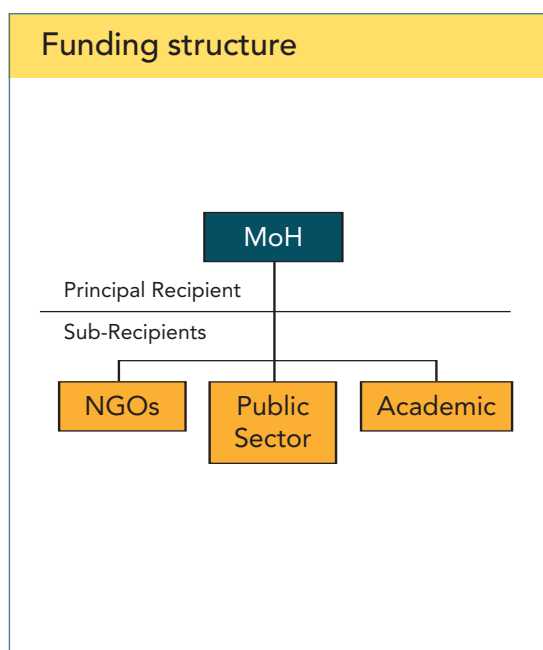 Funding structure
MoH
Principal Recipient
Sub-Recipients
NGOs
Public
Sector
Academic